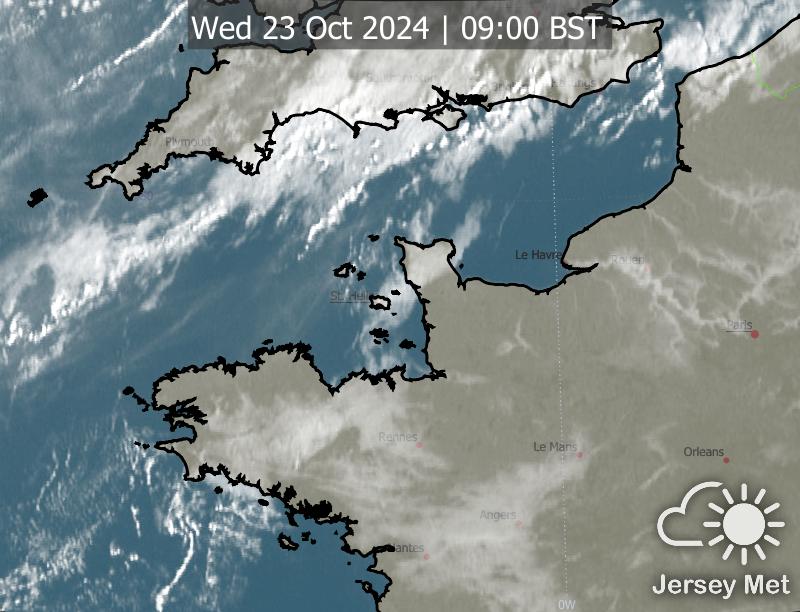 Wed 23 Oct 2024 | 09:00 BST
Plymouth
Le Havre
Rouen
St. Helier
Paris
Rennes
Le Mans
Orleans
Angers
Nantes
0W
Jersey Met